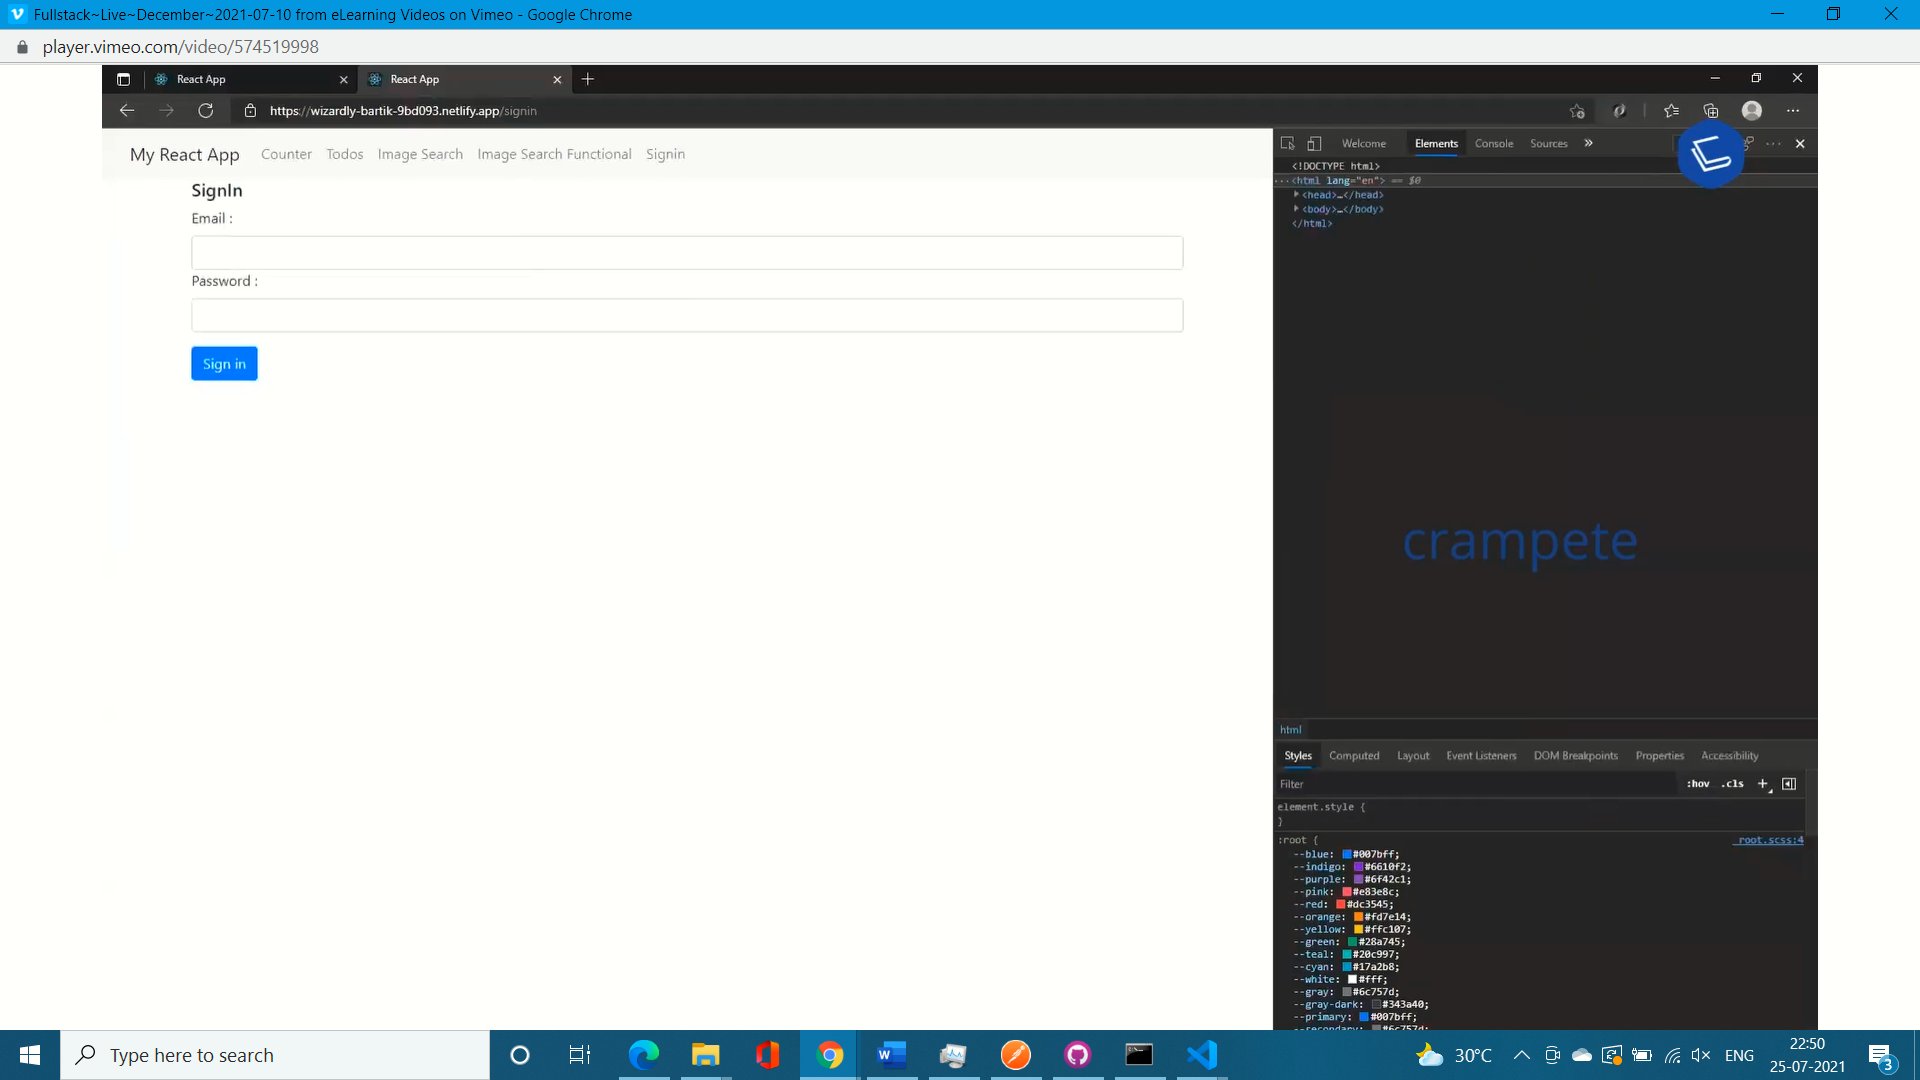 Fullstack~Live~December~2021-07-10 from eLearning Videos on Vimeo - Google Chrome
player.vimeo.com/video/574519998
React App
React App
https://wizardly-bartik-9bd093.netlify.app/signin
My React App Counter Todos Image Search Image Search Functional Signin
SignIn
Email :
Password :
Sign in
Welcome Elements Console Sources »
<!DOCTYPE html>
<html lang="en"> == $0
<head>…</head>
<body>…</body>
</html>
crampete
html
Styles Computed Layout Event Listeners DOM Breakpoints Properties Accessibility
Filter :hov .cls +
element.style {
}
:root { _root.scss:4
--blue: #007bff;
--indigo: #6610f2;
--purple: #6f42c1;
--pink: #e83e8c;
--red: #dc3545;
--orange: #fd7e14;
--yellow: #ffc107;
--green: #28a745;
--teal: #20c997;
--cyan: #17a2b8;
--white: #fff;
--gray: #6c757d;
--gray-dark: #343a40;
--primary: #007bff;
--secondary: #6c757d;
Type here to search
30°C
ENG
22:50
25-07-2021
3